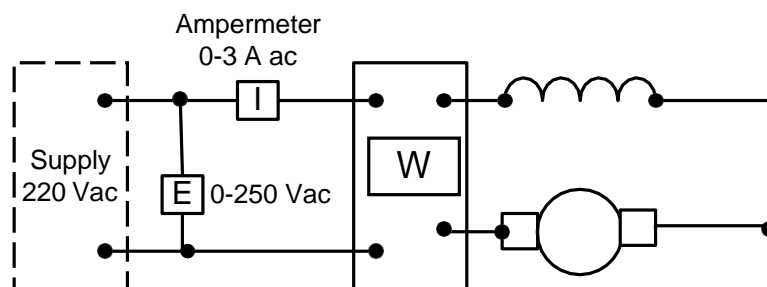 Ampermeter
0-3 A ac
I
Supply
220 Vac
E
0-250 Vac
W